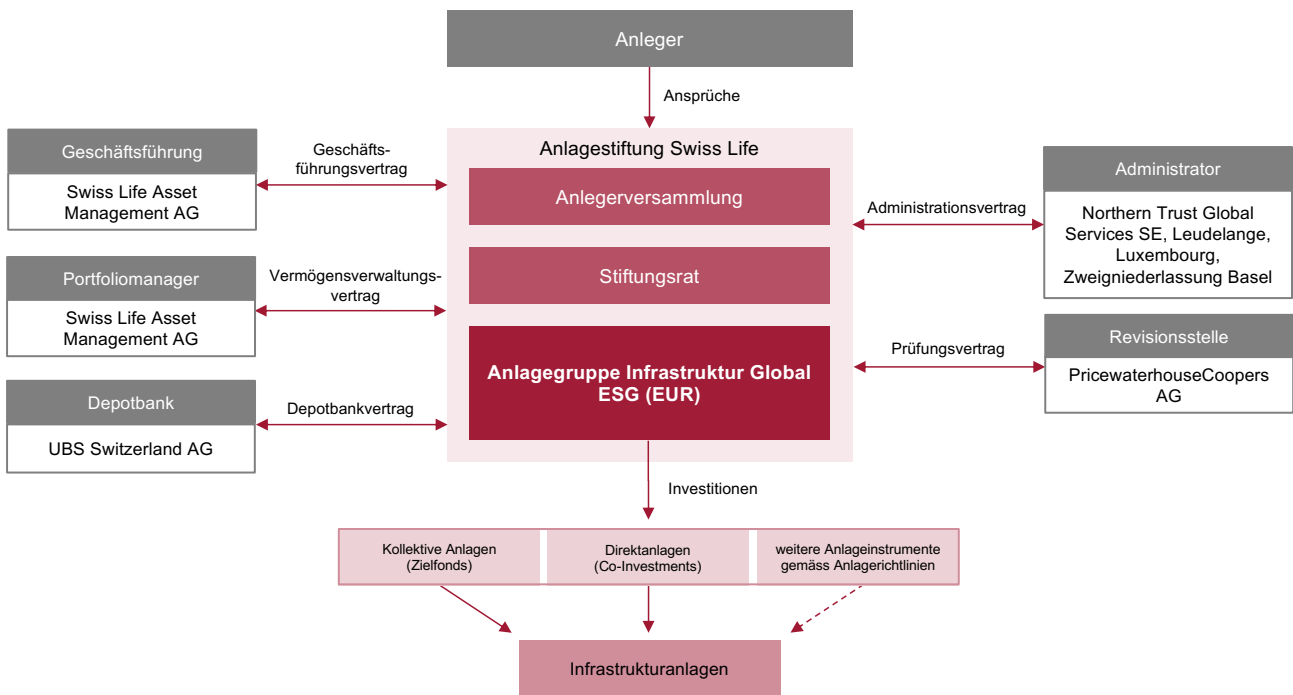 Anleger
Ansprüche
Geschäftsführung
Swiss Life Asset
Management AG
Geschäfts-
führungsvertrag
Portfoliomanager
Swiss Life Asset
Management AG
Vermögensverwaltungs-
vertrag
Depotbank
UBS Switzerland AG
Depotbankvertrag
Anlagestiftung Swiss Life
Anlegerversammlung
Stiftungsrat
Anlagegruppe Infrastruktur Global
ESG (EUR)
Administrationsvertrag
Administrator
Northern Trust Global
Services SE, Leudelange,
Luxembourg,
Zweigniederlassung Basel
Prüfungsvertrag
Revisionsstelle
PricewaterhouseCoopers
AG
Investitionen
Kollektive Anlagen
(Zielfonds)
Direktanlagen
(Co-Investments)
weitere Anlageinstrumente
gemäss Anlagerichtlinien
Infrastrukturanlagen